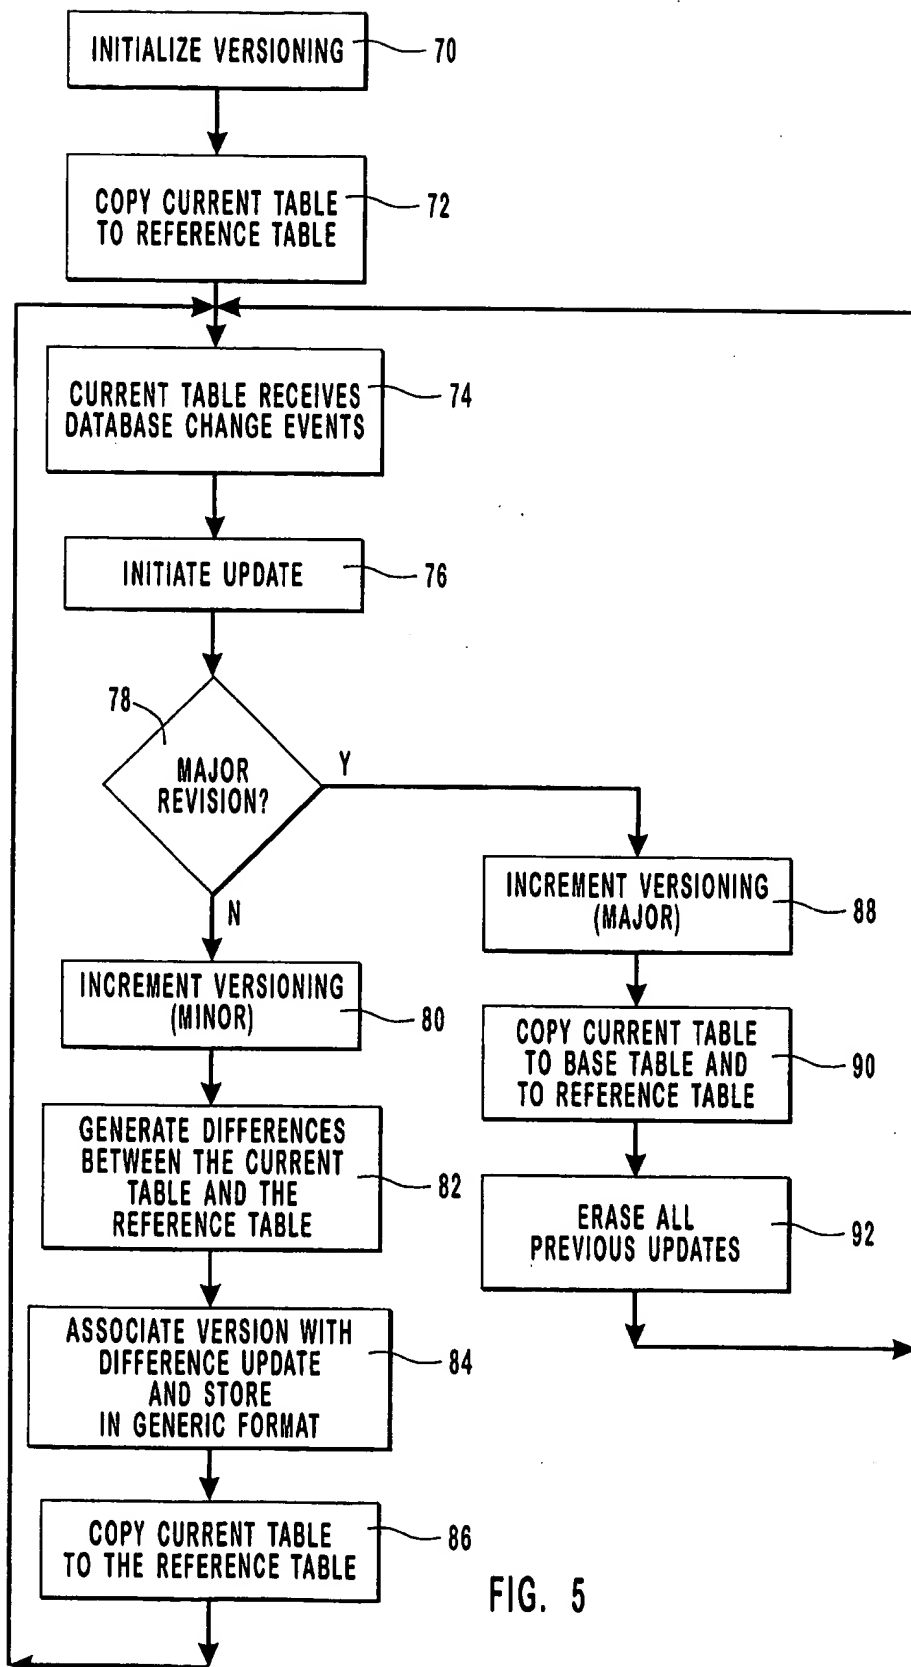 INITIALIZE VERSIONING
70
COPY CURRENT TABLE
TO REFERENCE TABLE
72
CURRENT TABLE RECEIVES
DATABASE CHANGE EVENTS
74
INITIATE UPDATE
76
78
MAJOR
REVISION?
Y
N
INCREMENT VERSIONING
(MINOR)
80
GENERATE DIFFERENCES
BETWEEN THE CURRENT
TABLE AND THE
REFERENCE TABLE
82
ASSOCIATE VERSION WITH
DIFFERENCE UPDATE
AND STORE
IN GENERIC FORMAT
84
COPY CURRENT TABLE
TO THE REFERENCE TABLE
86
INCREMENT VERSIONING
(MAJOR)
88
COPY CURRENT TABLE
TO BASE TABLE AND
TO REFERENCE TABLE
90
ERASE ALL
PREVIOUS UPDATES
92
FIG. 5